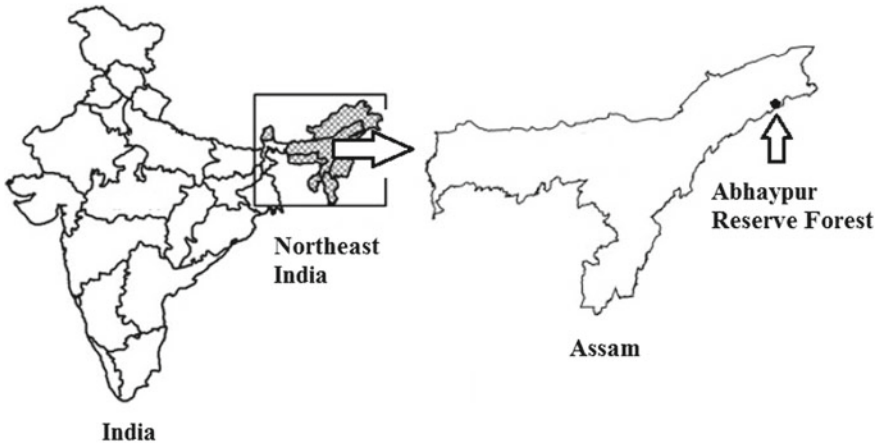 Northeast
India
Abhaypur
Reserve Forest
Assam
India